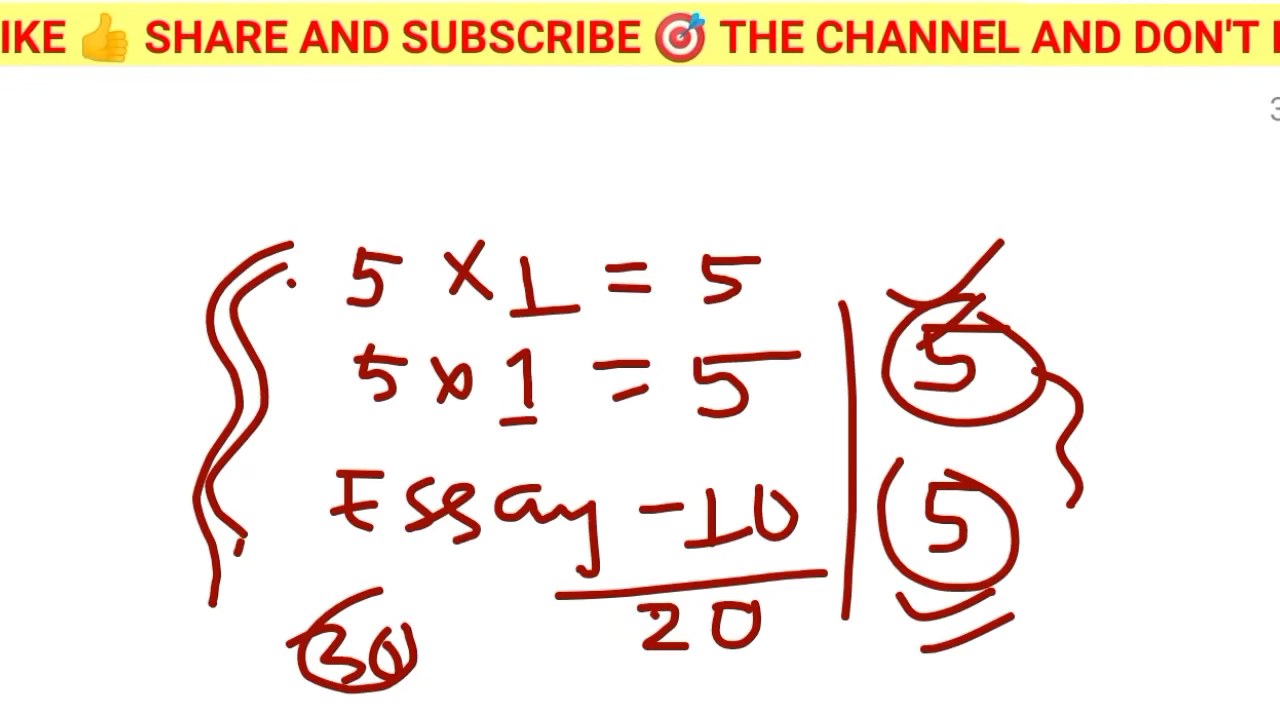 IKE 👍 SHARE AND SUBSCRIBE 🎯 THE CHANNEL AND DON'T
3
5 × 1 = 5
5 × 1 = 5
Essay - 10
20
30
5
5